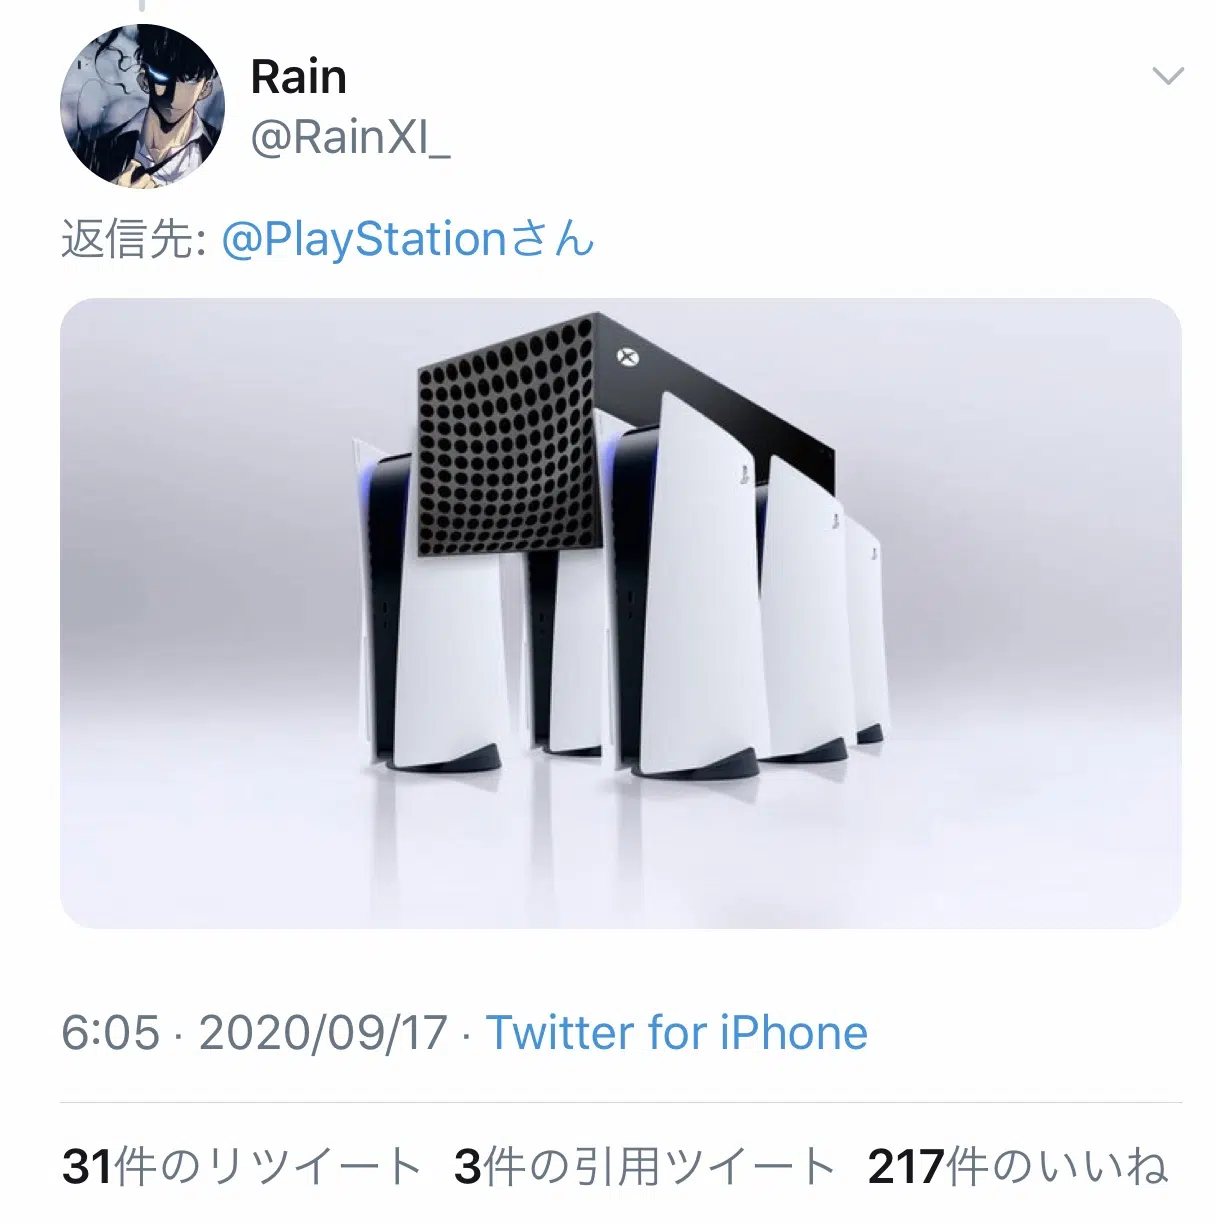 Rain
@RainXI_
返信先: @PlayStationさん
6:05 · 2020/09/17 · Twitter for iPhone
31件のリツイート 3件の引用ツイート 217件のいいね